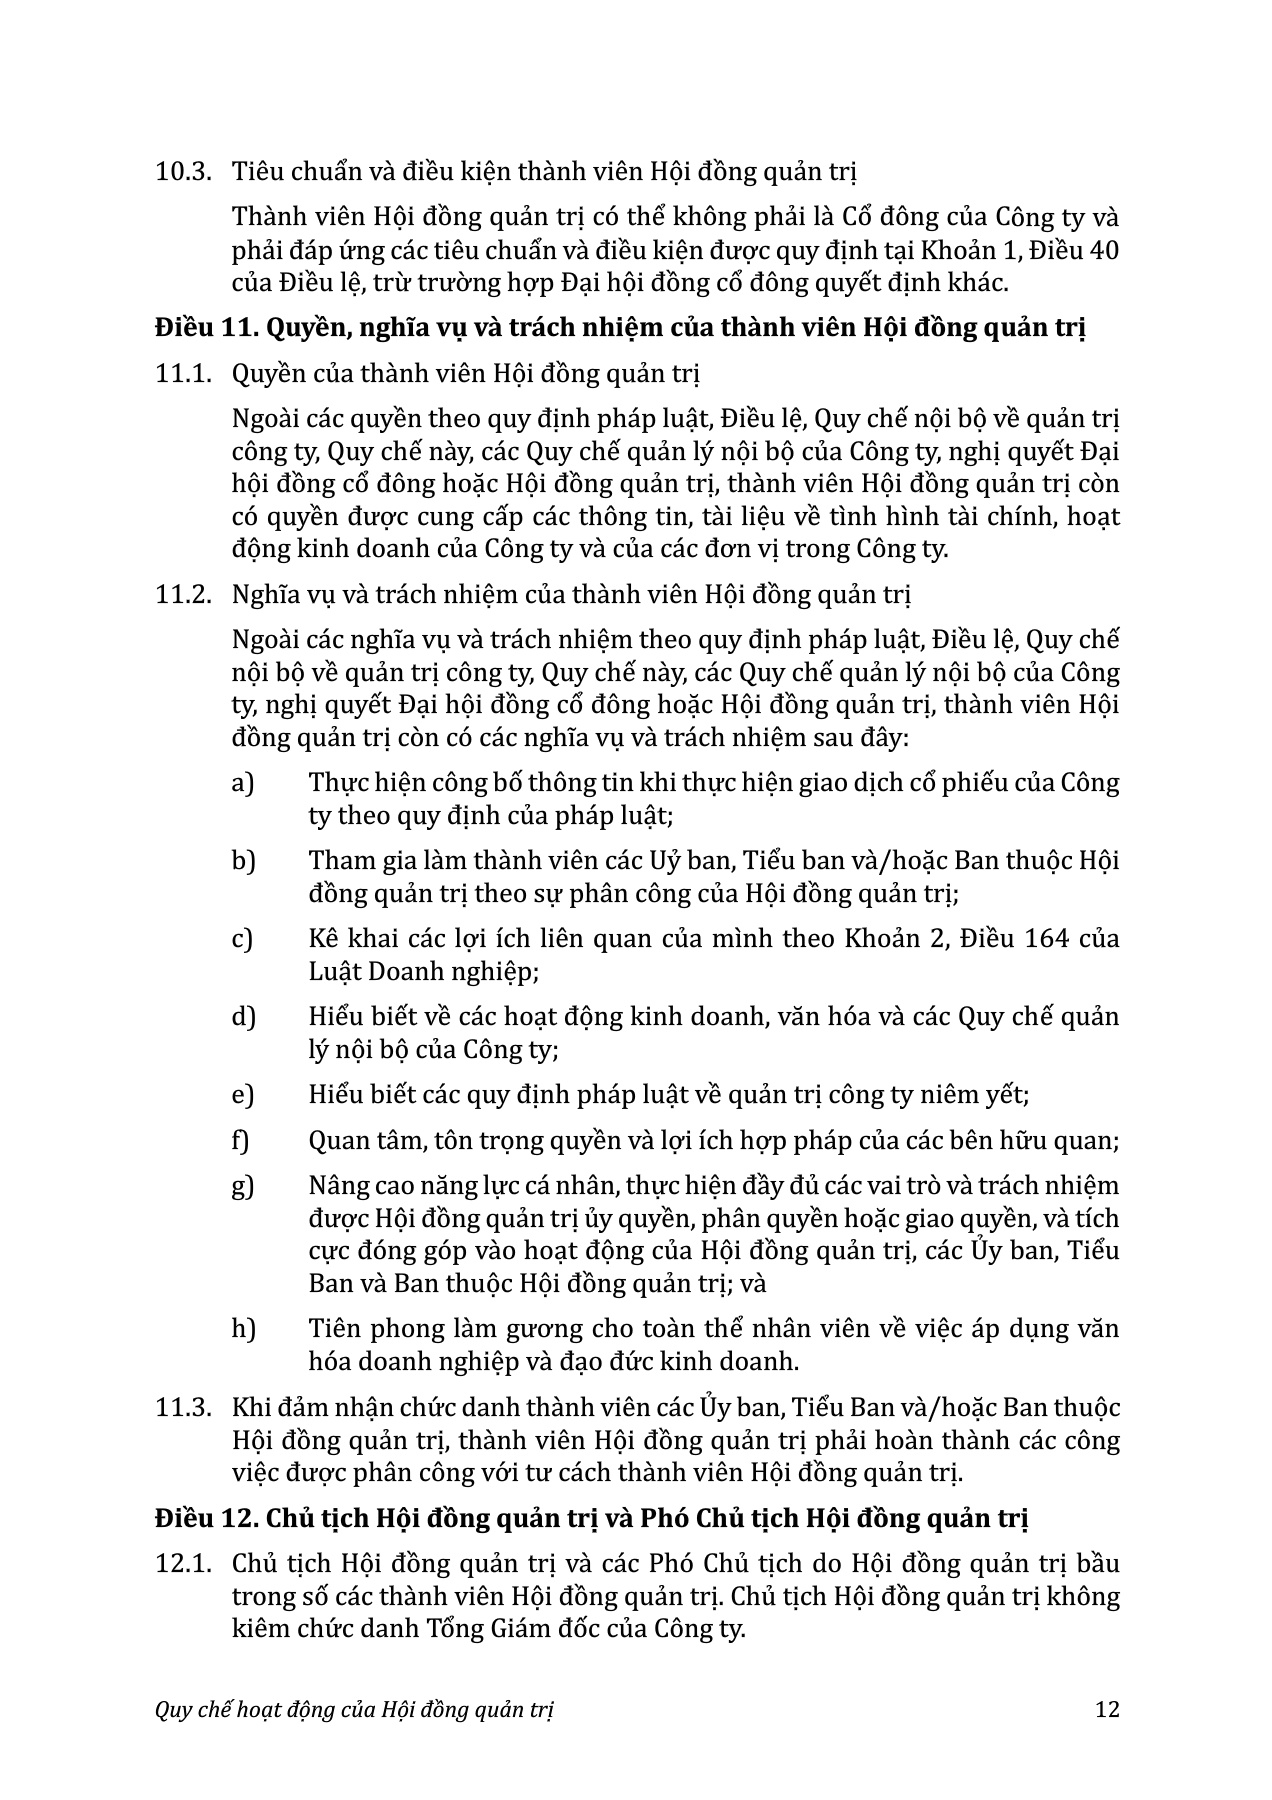 10.3. Tiêu chuẩn và điều kiện thành viên Hội đồng quản trị
Thành viên Hội đồng quản trị có thể không phải là Cổ đông của Công ty và
phải đáp ứng các tiêu chuẩn và điều kiện được quy định tại Khoản 1, Điều 40
của Điều lệ, trừ trường hợp Đại hội đồng cổ đông quyết định khác.
Điều 11. Quyền, nghĩa vụ và trách nhiệm của thành viên Hội đồng quản trị
11.1. Quyền của thành viên Hội đồng quản trị
Ngoài các quyền theo quy định pháp luật, Điều lệ, Quy chế nội bộ về quản trị
công ty, Quy chế này, các Quy chế quản lý nội bộ của Công ty, nghị quyết Đại
hội đồng cổ đông hoặc Hội đồng quản trị, thành viên Hội đồng quản trị còn
có quyền được cung cấp các thông tin, tài liệu về tình hình tài chính, hoạt
động kinh doanh của Công ty và của các đơn vị trong Công ty.
11.2. Nghĩa vụ và trách nhiệm của thành viên Hội đồng quản trị
Ngoài các nghĩa vụ và trách nhiệm theo quy định pháp luật, Điều lệ, Quy chế
nội bộ về quản trị công ty, Quy chế này, các Quy chế quản lý nội bộ của Công
ty, nghị quyết Đại hội đồng cổ đông hoặc Hội đồng quản trị, thành viên Hội
đồng quản trị còn có các nghĩa vụ và trách nhiệm sau đây:
a) Thực hiện công bố thông tin khi thực hiện giao dịch cổ phiếu của Công
ty theo quy định của pháp luật;
b) Tham gia làm thành viên các Uỷ ban, Tiểu ban và/hoặc Ban thuộc Hội
đồng quản trị theo sự phân công của Hội đồng quản trị;
c) Kê khai các lợi ích liên quan của mình theo Khoản 2, Điều 164 của
Luật Doanh nghiệp;
d) Hiểu biết về các hoạt động kinh doanh, văn hóa và các Quy chế quản
lý nội bộ của Công ty;
e) Hiểu biết các quy định pháp luật về quản trị công ty niêm yết;
f) Quan tâm, tôn trọng quyền và lợi ích hợp pháp của các bên hữu quan;
g) Nâng cao năng lực cá nhân, thực hiện đầy đủ các vai trò và trách nhiệm
được Hội đồng quản trị ủy quyền, phân quyền hoặc giao quyền, và tích
cực đóng góp vào hoạt động của Hội đồng quản trị, các Ủy ban, Tiểu
Ban và Ban thuộc Hội đồng quản trị; và
h) Tiên phong làm gương cho toàn thể nhân viên về việc áp dụng văn
hóa doanh nghiệp và đạo đức kinh doanh.
11.3. Khi đảm nhận chức danh thành viên các Ủy ban, Tiểu Ban và/hoặc Ban thuộc
Hội đồng quản trị, thành viên Hội đồng quản trị phải hoàn thành các công
việc được phân công với tư cách thành viên Hội đồng quản trị.
Điều 12. Chủ tịch Hội đồng quản trị và Phó Chủ tịch Hội đồng quản trị
12.1. Chủ tịch Hội đồng quản trị và các Phó Chủ tịch do Hội đồng quản trị bầu
trong số các thành viên Hội đồng quản trị. Chủ tịch Hội đồng quản trị không
kiêm chức danh Tổng Giám đốc của Công ty.
Quy chế hoạt động của Hội đồng quản trị 12